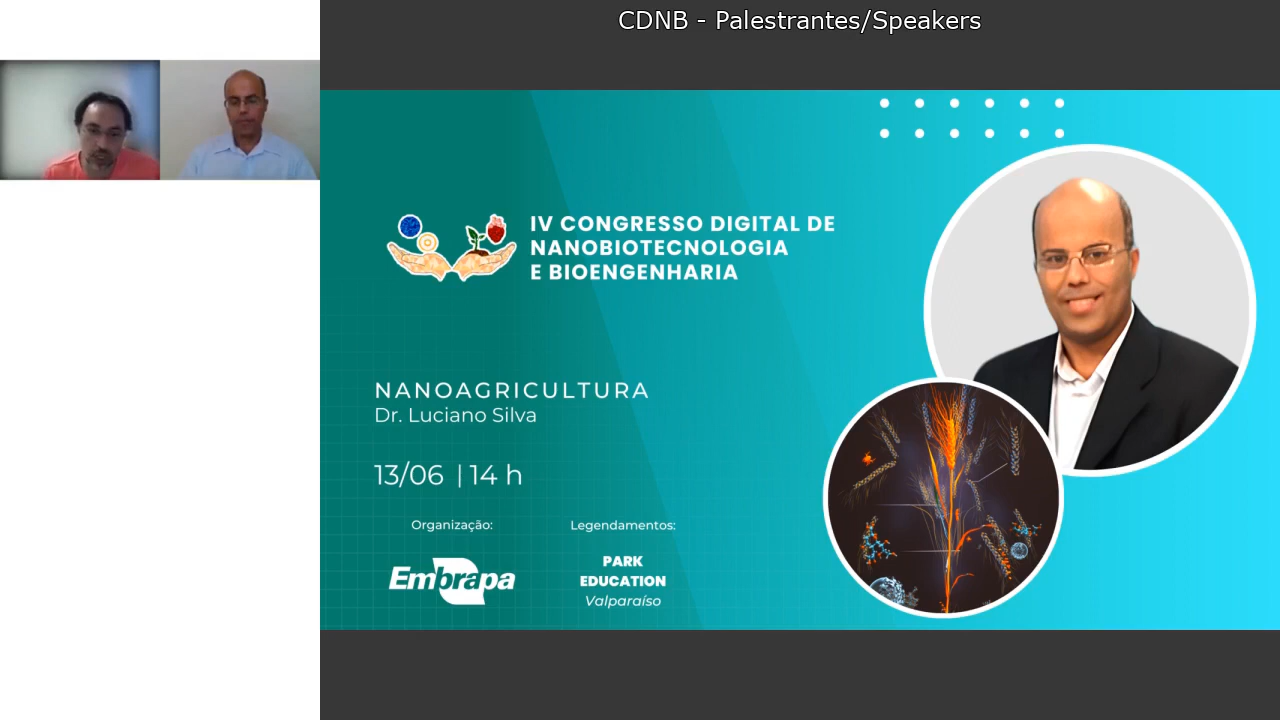 CDNB - Palestrantes/Speakers
IV CONGRESSO DIGITAL DE
NANOBIOTECNOLOGIA
E BIOENGENHARIA
NANOAGRICULTURA
Dr. Luciano Silva
13/06 | 14 h
Organização:
Embrapa
Legendamentos:
PARK
EDUCATION
Valparaíso